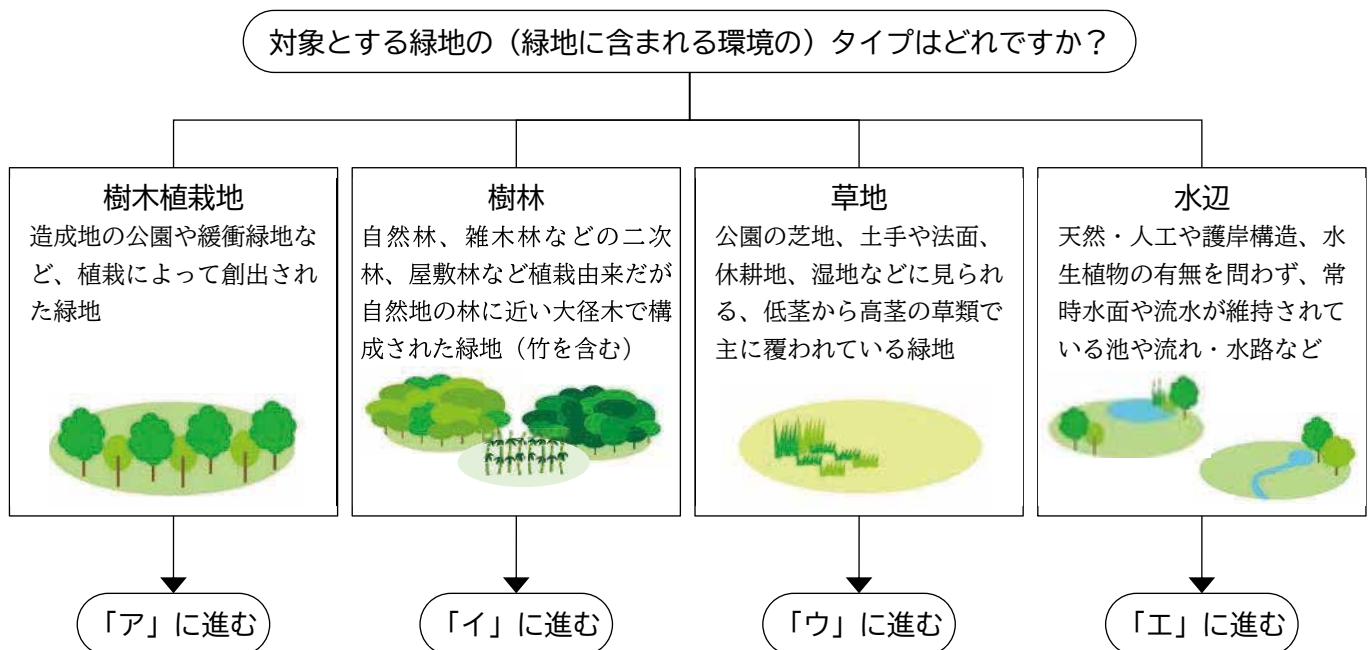 対象とする緑地の（緑地に含まれる環境の）タイプはどれですか？
樹木植栽地
造成地の公園や緩衝緑地な
ど、植栽によって創出され
た緑地
「ア」に進む
樹林
自然林、雑木林などの二次
林、屋敷林など植栽由来だが
自然地の林に近い大径木で構
成された緑地（竹を含む）
「イ」に進む
草地
公園の芝地、土手や法面、
休耕地、湿地などに見られ
る、低茎から高茎の草類で
主に覆われている緑地
「ウ」に進む
水辺
天然・人工や護岸構造、水
生植物の有無を問わず、常
時水面や流水が維持されて
いる池や流れ・水路など
「エ」に進む